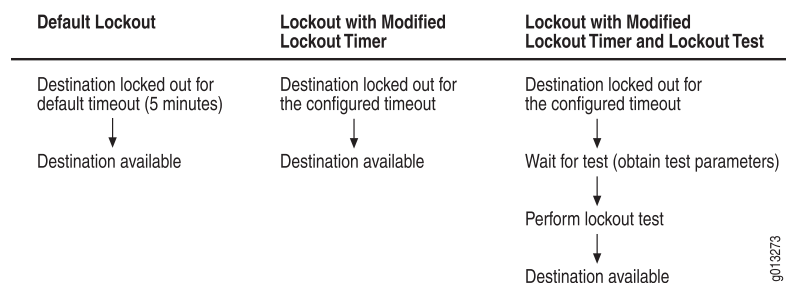 Default Lockout
Lockout with Modified
Lockout Timer
Lockout with Modified
Lockout Timer and Lockout Test
Destination locked out for
default timeout (5 minutes)
Destination available
Destination locked out for
the configured timeout
Destination available
Destination locked out for
the configured timeout
Wait for test (obtain test parameters)
Perform lockout test
Destination available
g013273